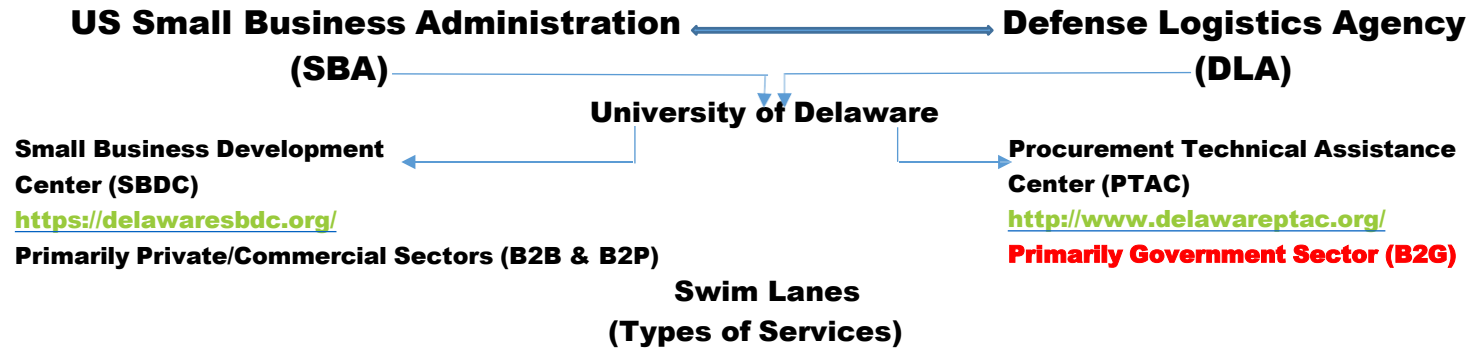 US Small Business Administration
(SBA)
Defense Logistics Agency
(DLA)
University of Delaware
Small Business Development
Center (SBDC)
https://delawaresbdc.org/
Primarily Private/Commercial Sectors (B2B & B2P)
Procurement Technical Assistance
Center (PTAC)
http://www.delawareptac.org/
Primarily Government Sector (B2G)
Swim Lanes
(Types of Services)